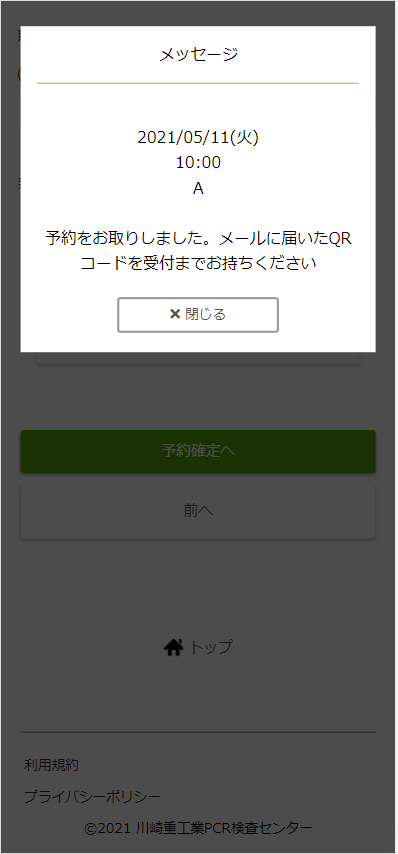 メッセージ
2021/05/11(火)
10:00
A
予約をお取りしました。メールに届いたQR
コードを受付までお持ちください
✖ 閉じる
予約確定へ
前へ
トップ
利用規約
プライバシーポリシー
©2021 川崎重工業PCR検査センター